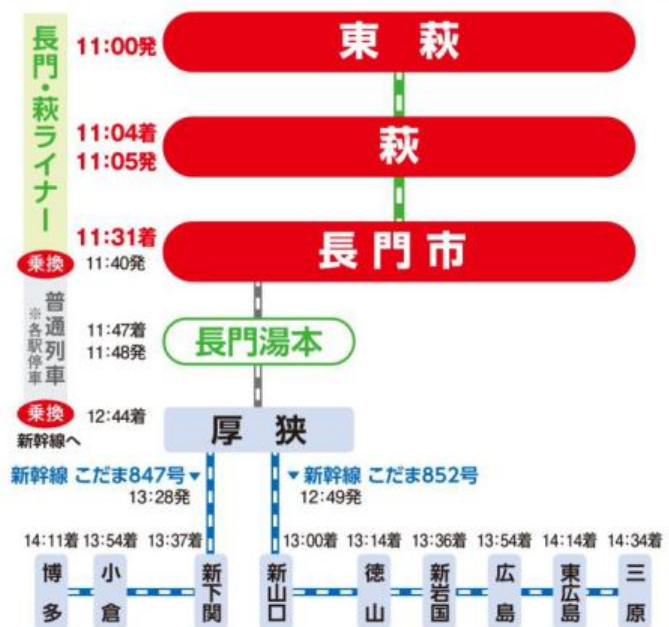 長門・萩ライナー
11:00発
東萩
11:04着
11:05発
萩
11:31着
長門市
乗換
11:40発
普通列車
※各駅停車
11:47着
11:48発
長門湯本
乗換
12:44着
新幹線へ
厚狭
新幹線 こだま847号▼
13:28発
▼新幹線 こだま852号
12:49発
14:11着 13:54着 13:37着 13:00着 13:14着 13:36着 13:54着 14:14着 14:34着
博多
小倉
新下関
新山口
徳山
新岩国
広島
東広島
三原